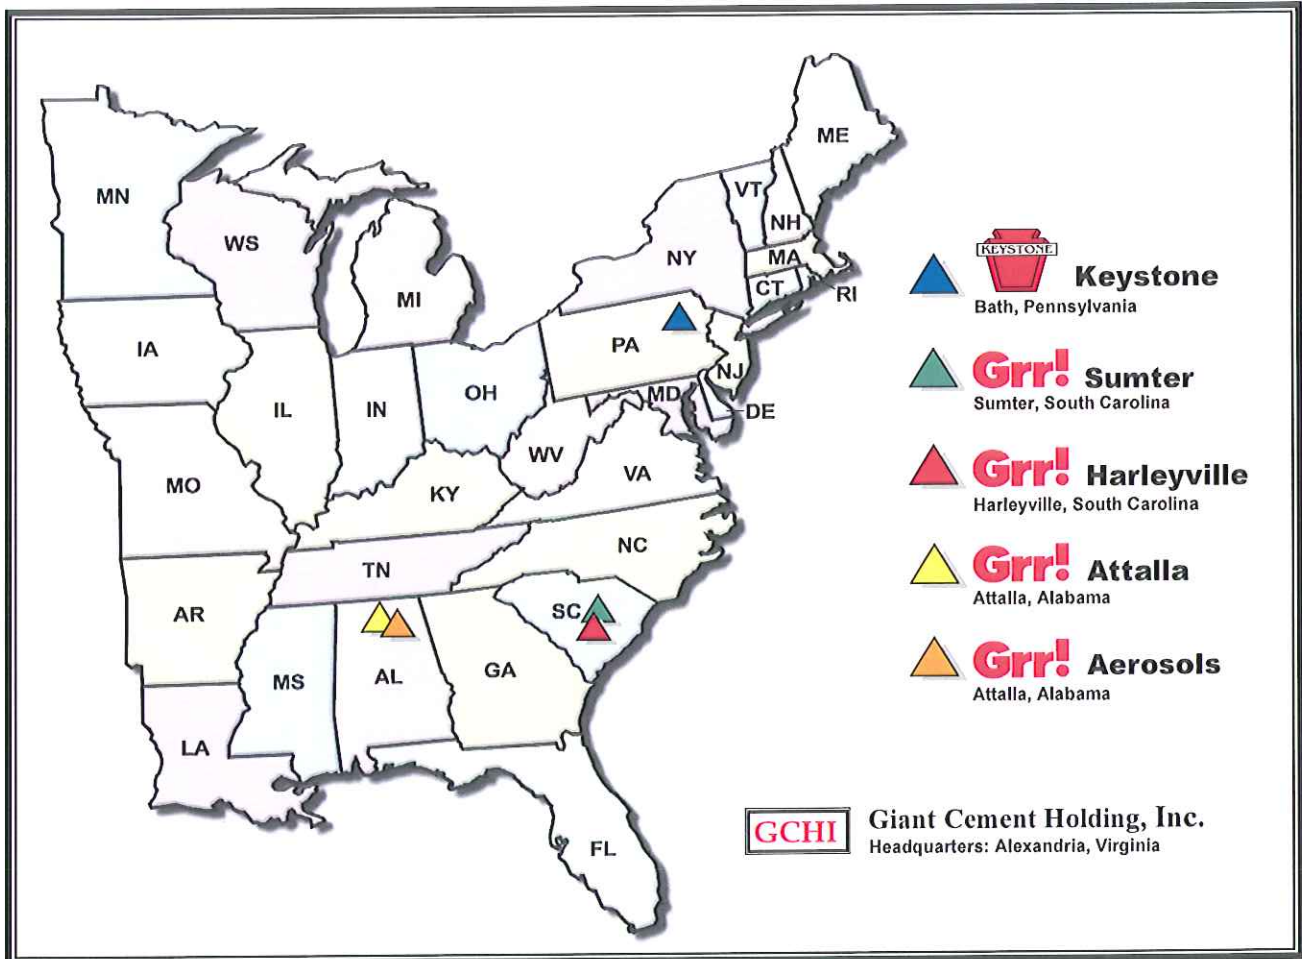 ME
MN
VT
NH
WS
NY
MA
MI
CT
RI
IA
PA
NJ
OH
IL
IN
MD
DE
WV
MO
KY
VA
NC
TN
AR
SC
MS
AL
GA
LA
FL
KEYSTONE
Keystone
Bath, Pennsylvania
Grr! Sumter
Sumter, South Carolina
Grr! Harleyville
Harleyville, South Carolina
Grr! Attalla
Attalla, Alabama
Grr! Aerosols
Attalla, Alabama
GCHI
Giant Cement Holding, Inc.
Headquarters: Alexandria, Virginia